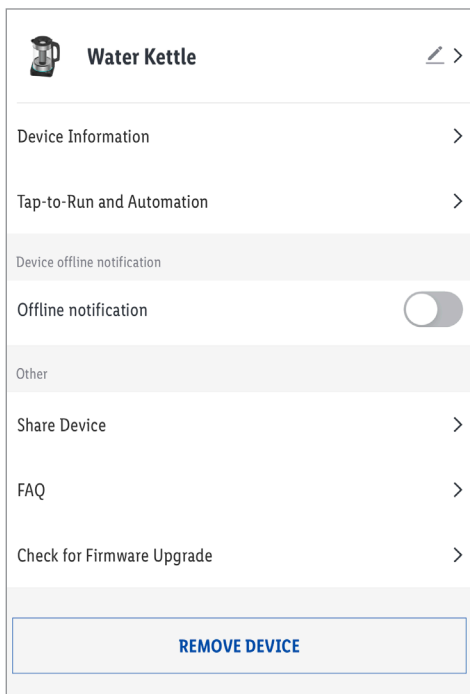 Water Kettle
Device Information
Tap-to-Run and Automation
Device offline notification
Offline notification
Other
Share Device
FAQ
Check for Firmware Upgrade
REMOVE DEVICE